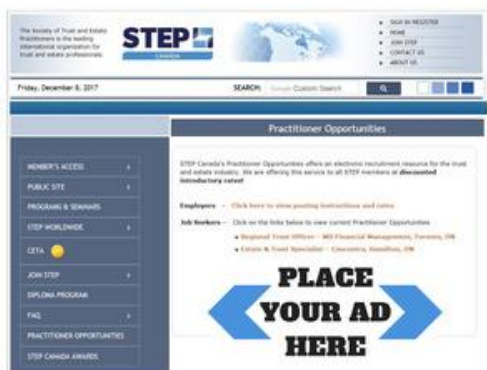 The Society of Trust and Estate
Practitioners is the leading
international organization for
trust and estate professionals.
STEP
CANADA
SIGN IN/REGISTER
HOME
JOIN STEP
CONTACT US
ABOUT US
Friday, December 8, 2017
SEARCH:
Google Custom Search
Practitioner Opportunities
MEMBER'S ACCESS
PUBLIC SITE
PROGRAMS & SEMINARS
STEP WORLDWIDE
CETA
JOIN STEP
DIPLOMA PROGRAM
FAQ
PRACTITIONER OPPORTUNITIES
STEP CANADA AWARDS
STEP Canada's Practitioner Opportunities offers an electronic recruitment resource for the trust
and estate industry. We are offering this service to all STEP members at discounted
introductory rates!
Employers - Click here to view posting instructions and rates
Job Seekers - Click on the links below to view current Practitioner Opportunities
Regional Trust Officer - MD Financial Management, Toronto, ON
Estate & Trust Specialist - Concentra, Hamilton, ON
PLACE
YOUR AD
HERE